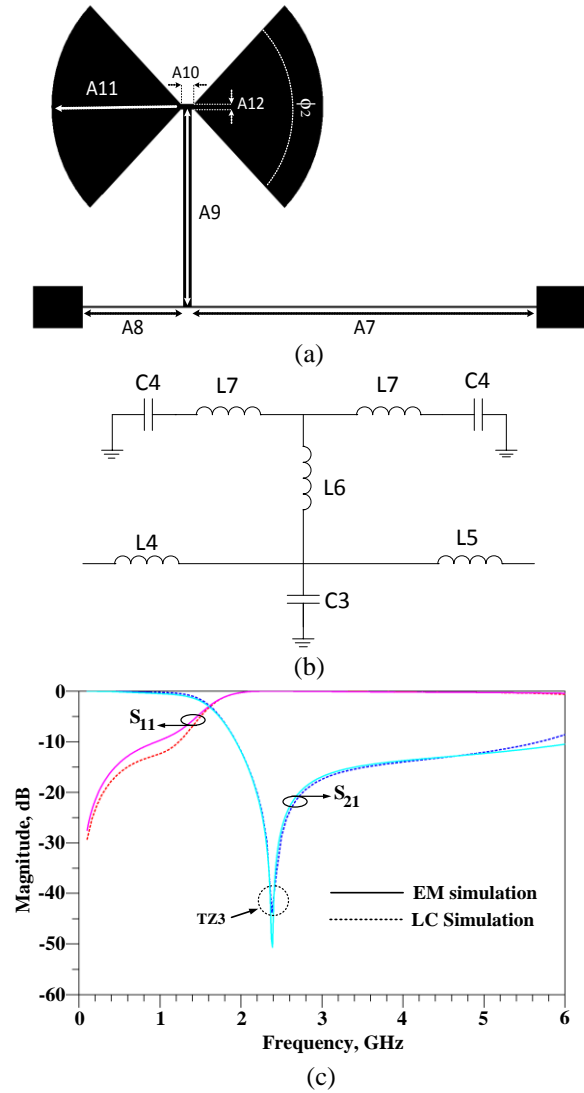 A10
A11
A12
ϕ2
A9
A8
A7
(a)
C4
L7
L7
C4
L6
L4
L5
C3
(b)
0
-10
-20
-30
-40
-50
-60
Magnitude, dB
S11
S21
TZ3
EM simulation
LC Simulation
0
1
2
3
4
5
6
Frequency, GHz
(c)